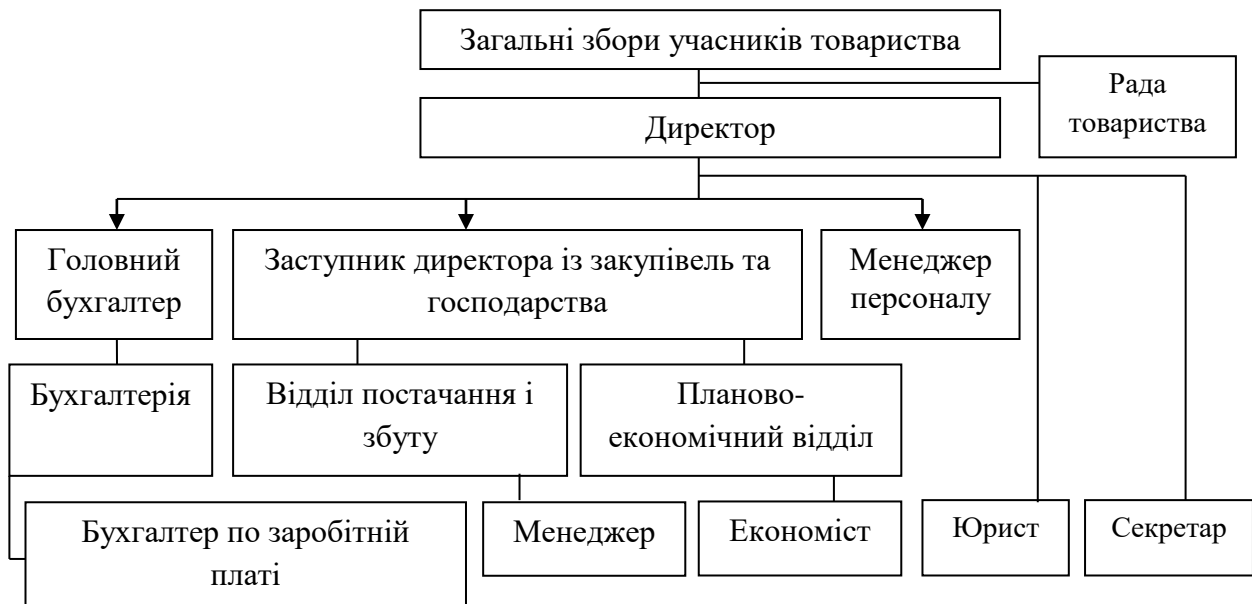 Загальні збори учасників товариства
Рада
товариства
Директор
Головний
бухгалтер
Заступник директора із закупівель та
господарства
Менеджер
персоналу
Бухгалтерія
Відділ постачання і
збуту
Планово-
економічний відділ
Бухгалтер по заробітній
платі
Менеджер
Економіст
Юрист
Секретар